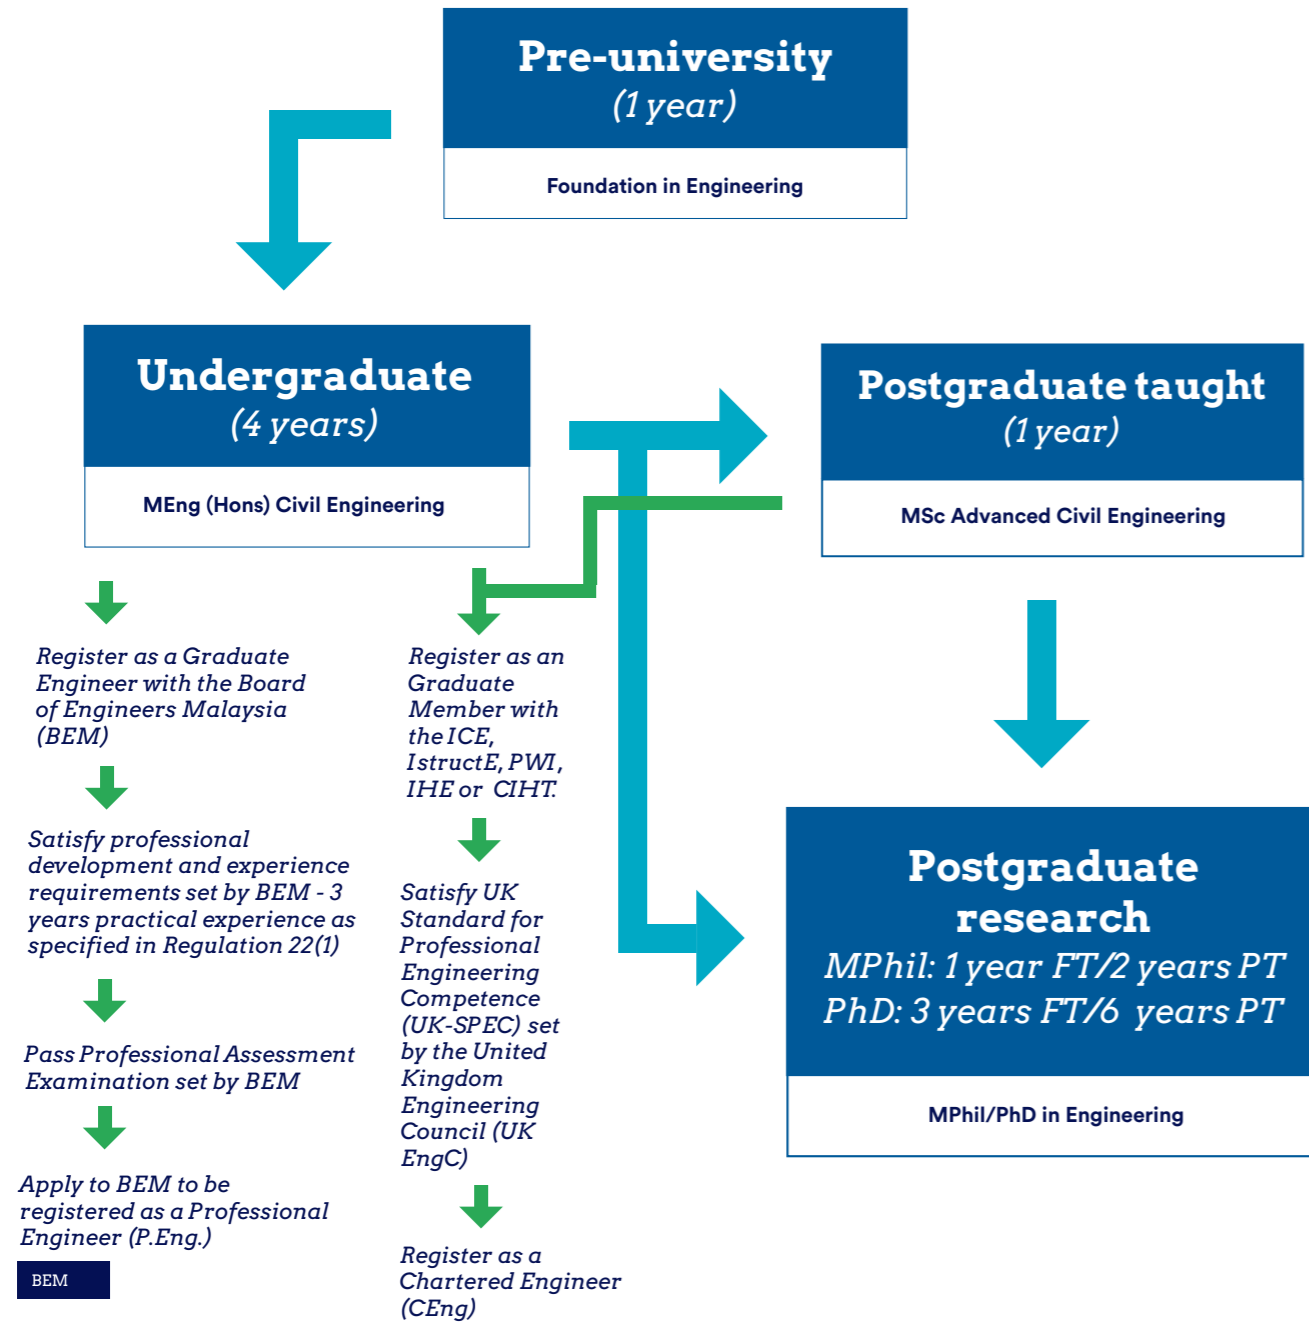 Pre-university
(1 year)
Foundation in Engineering
Undergraduate
(4 years)
MEng (Hons) Civil Engineering
Postgraduate taught
(1 year)
MSc Advanced Civil Engineering
Register as a Graduate
Engineer with the Board
of Engineers Malaysia
(BEM)
Satisfy professional
development and experience
requirements set by BEM - 3
years practical experience as
specified in Regulation 22(1)
Pass Professional Assessment
Examination set by BEM
Apply to BEM to be
registered as a Professional
Engineer (P.Eng.)
BEM
Register as an
Graduate
Member with
the ICE,
IstructE, PWI,
IHE or CIHT.
Satisfy UK
Standard for
Professional
Engineering
Competence
(UK-SPEC) set
by the United
Kingdom
Engineering
Council (UK
EngC)
Register as a
Chartered Engineer
(CEng)
Postgraduate
research
MPhil: 1 year FT/2 years PT
PhD: 3 years FT/6 years PT
MPhil/PhD in Engineering